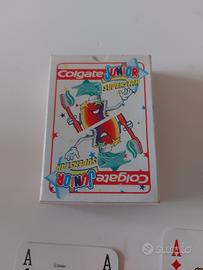 Colgate JUNIOR
SUPERSTAR
SUPERSTAR
Colgate JUNIOR
A
A
A
subito